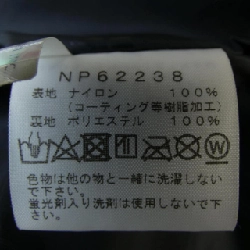 NP62238
表地 ナイロン 100%
(コーティング等樹脂加工)
裏地 ポリエステル 100%
色物は他の物と一緒に洗濯しない
で下さい。
蛍光剤入り洗剤は使用しないで下
さい。